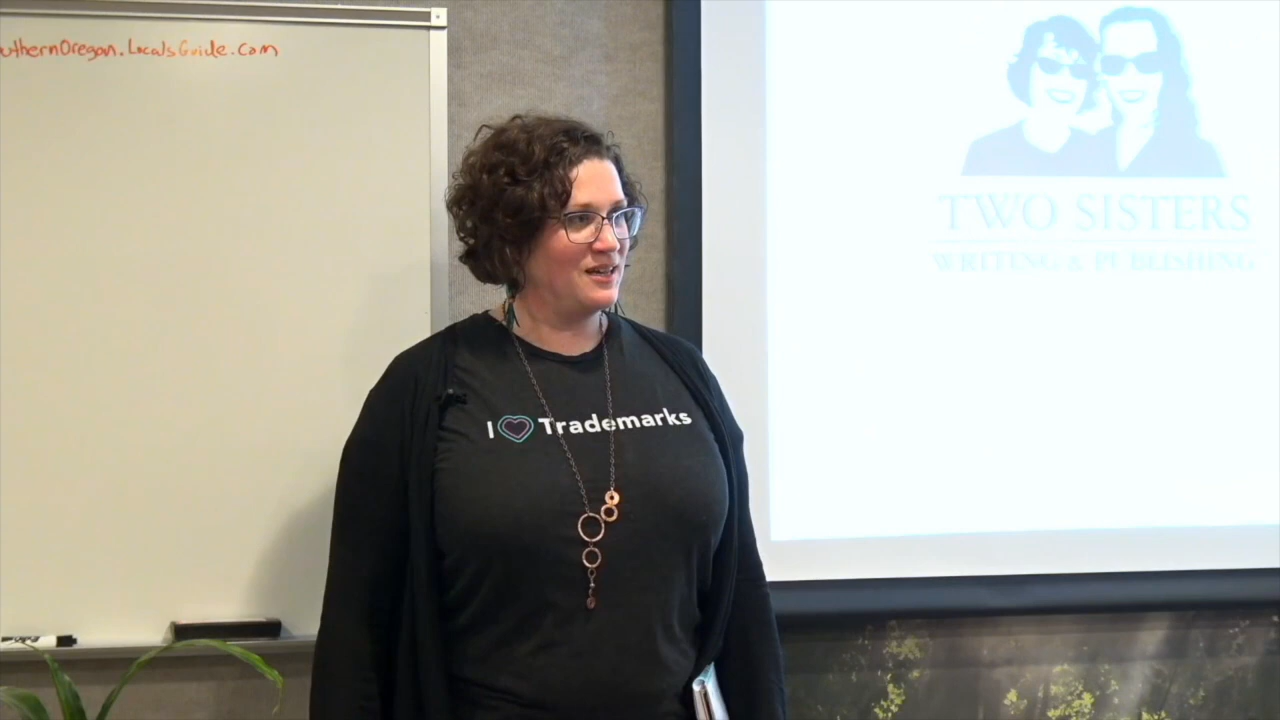 uthernOregon.LocalsGuide.com
TWO SISTERS
WRITING & PUBLISHING
I Trademarks